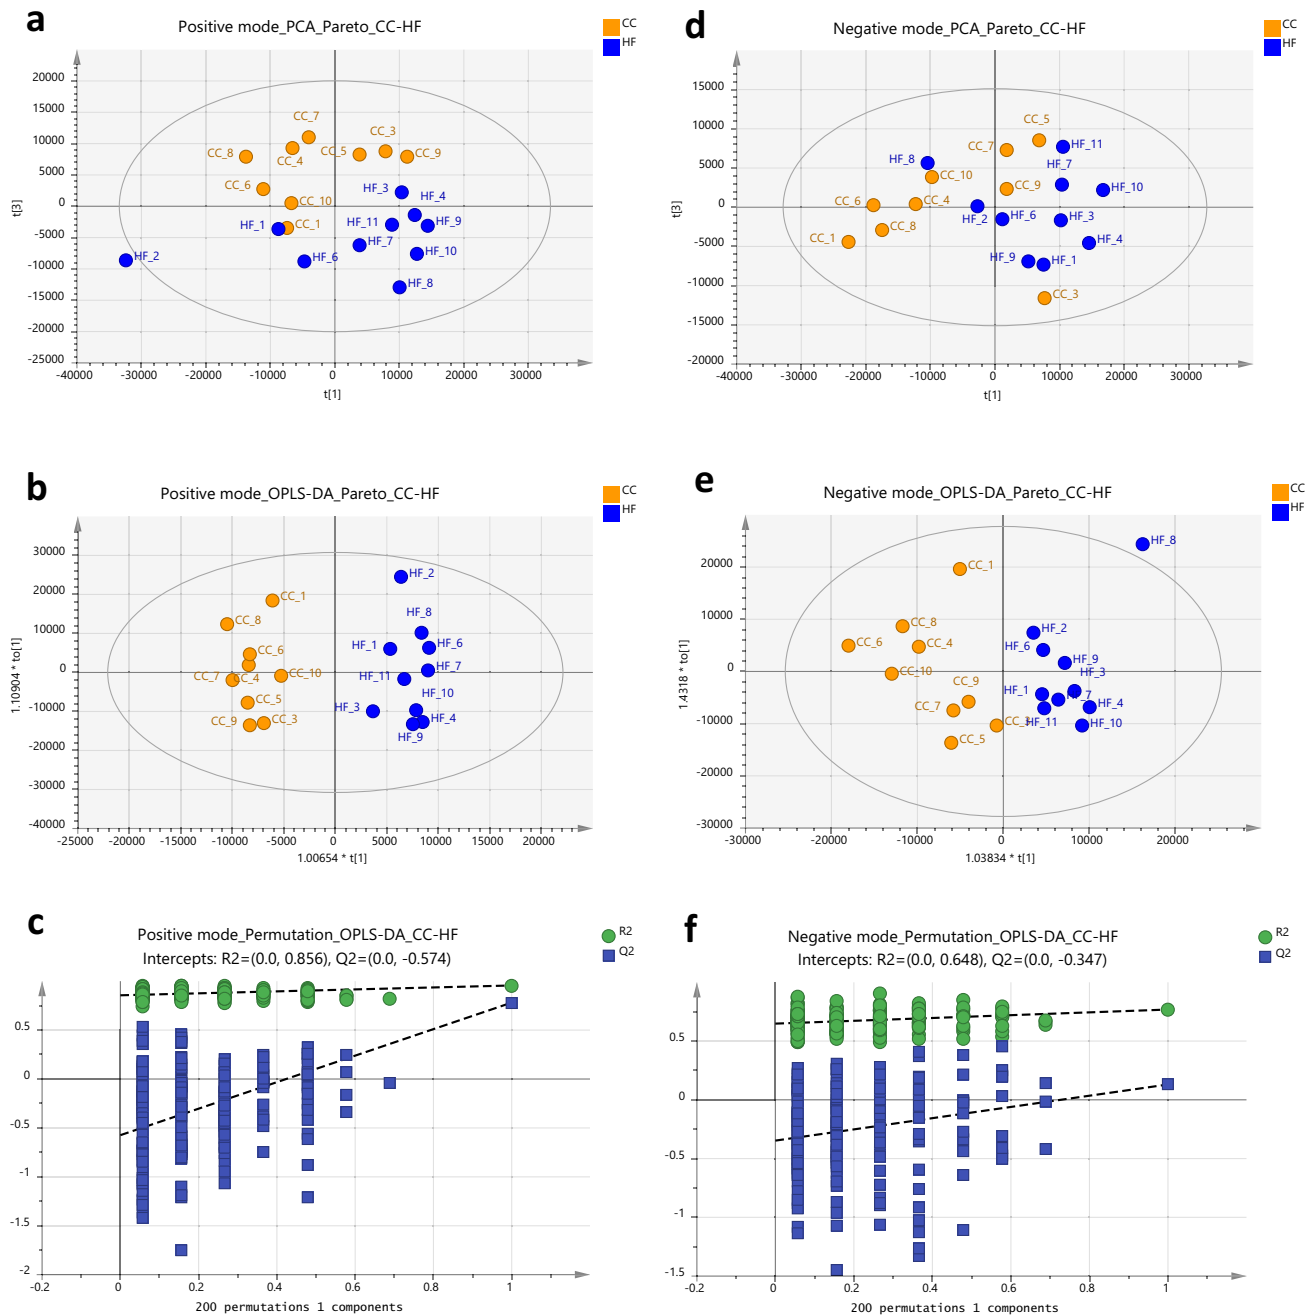 a
Positive mode_PCA_Pareto_CC-HF
CC
HF
20000
15000
10000
5000
0
-5000
-10000
-15000
-20000
-25000
t[3]
CC_7
CC_8
CC_4
CC_5
CC_3
CC_9
CC_6
CC_10
CC_1
HF_3
HF_4
HF_1
HF_11
HF_9
HF_7
HF_10
HF_2
HF_6
HF_8
-40000 -30000 -20000 -10000 0 10000 20000 30000
t[1]
d
Negative mode_PCA_Pareto_CC-HF
CC
HF
15000
10000
5000
0
-5000
-10000
-15000
-20000
t[3]
CC_5
CC_7
HF_11
HF_8
HF_7
CC_10
CC_9
HF_10
CC_6
CC_4
HF_2
HF_6
HF_3
CC_8
CC_1
HF_4
HF_9
HF_1
CC_3
-40000 -30000 -20000 -10000 0 10000 20000 30000
t[1]
b
Positive mode_OPLS-DA_Pareto_CC-HF
CC
HF
30000
20000
10000
0
-10000
-20000
-30000
-40000
1.10904 * to[1]
HF_2
CC_1
CC_8
HF_8
HF_1
HF_6
CC_6
HF_7
CC_7
CC_4
CC_10
HF_11
HF_10
CC_5
HF_3
CC_9
CC_3
HF_4
HF_9
-25000 -20000 -15000 -10000 -5000 0 5000 10000 15000 20000
1.00654 * t[1]
e
Negative mode_OPLS-DA_Pareto_CC-HF
CC
HF
20000
10000
0
-10000
-20000
-30000
1.4318 * to[1]
HF_8
CC_1
CC_8
HF_2
CC_6
CC_4
HF_6
HF_9
CC_10
HF_3
CC_9
HF_1
HF_7
CC_7
HF_4
CC_3
HF_11
HF_10
CC_5
-30000 -20000 -10000 0 10000 20000
1.03834 * t[1]
c
Positive mode_Permutation_OPLS-DA_CC-HF
Intercepts: R2=(0.0, 0.856), Q2=(0.0, -0.574)
R2
Q2
0.5
0
-0.5
-1
-1.5
-2
-0.2 0 0.2 0.4 0.6 0.8 1
200 permutations 1 components
f
Negative mode_Permutation_OPLS-DA_CC-HF
Intercepts: R2=(0.0, 0.648), Q2=(0.0, -0.347)
R2
Q2
0.5
0
-0.5
-1
-1.5
-0.2 0 0.2 0.4 0.6 0.8 1
200 permutations 1 components